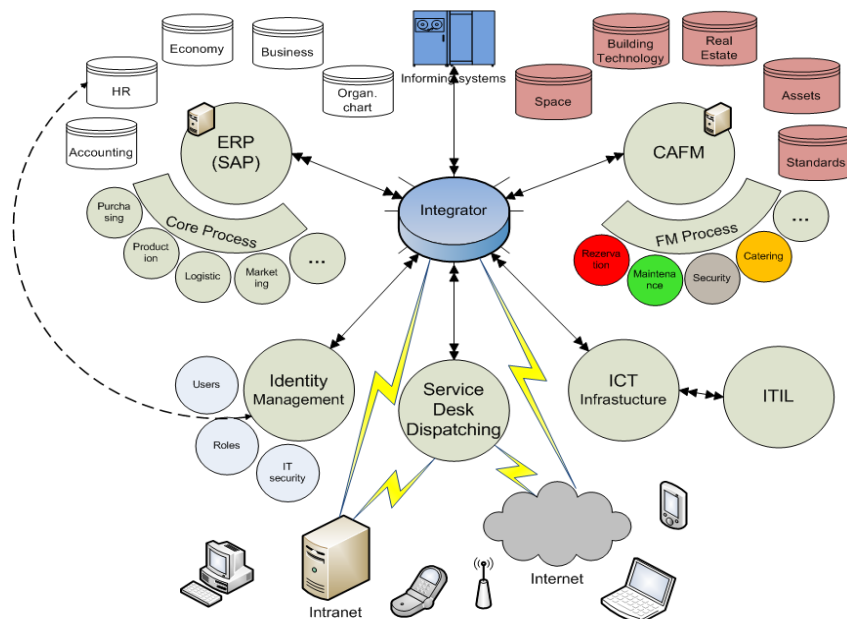 Economy
Business
HR
Organ.
chart
Accounting
Informing systems
Building
Technology
Real
Estate
Space
Assets
Standards
ERP
(SAP)
CAFM
Integrator
Core Process
Purcha
sing
Product
ion
Logistic
Market
ing
...
FM Process
Rezerva
tion
Maintena
nce
Security
Catering
...
Users
Roles
IT
security
Identity
Management
Service
Desk
Dispatching
ICT
Infrastucture
ITIL
Intranet
Internet